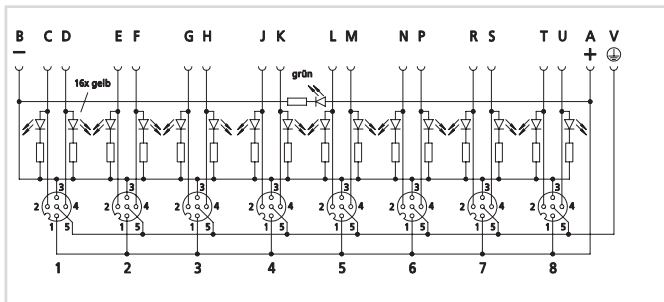 B C D E F G H J K L M N P R S T U A V
− +
grün
16x gelb
3 3 3 3 3 3 3 3
2 4 2 4 2 4 2 4 2 4 2 4 2 4 2 4
1 5 1 5 1 5 1 5 1 5 1 5 1 5 1 5
1 2 3 4 5 6 7 8